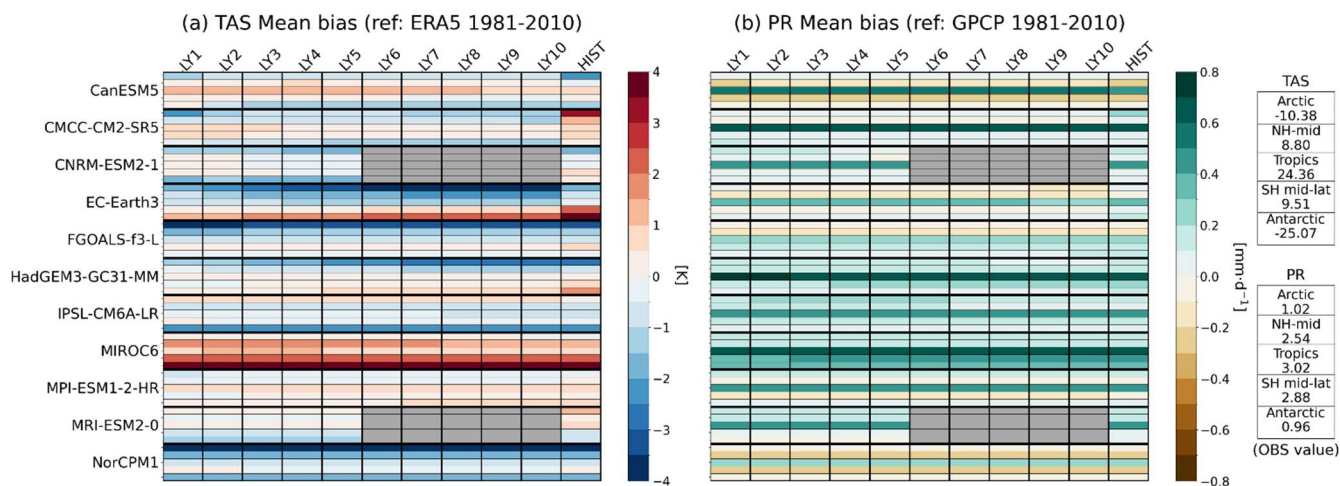 (a) TAS Mean bias (ref: ERA5 1981-2010)
LY1 LY2 LY3 LY4 LY5 LY6 LY7 LY8 LY9 LY10 HIST
CanESM5
CMCC-CM2-SR5
CNRM-ESM2-1
EC-Earth3
FGOALS-f3-L
HadGEM3-GC31-MM
IPSL-CM6A-LR
MIROC6
MPI-ESM1-2-HR
MRI-ESM2-0
NorCPM1
4
3
2
1
0
−1
−2
−3
−4
[K]
(b) PR Mean bias (ref: GPCP 1981-2010)
LY1 LY2 LY3 LY4 LY5 LY6 LY7 LY8 LY9 LY10 HIST
0.8
0.6
0.4
0.2
0.0
−0.2
−0.4
−0.6
−0.8
[mm·d⁻¹]
TAS
Arctic
-10.38
NH-mid
8.80
Tropics
24.36
SH mid-lat
9.51
Antarctic
-25.07
PR
Arctic
1.02
NH-mid
2.54
Tropics
3.02
SH mid-lat
2.88
Antarctic
0.96
(OBS value)